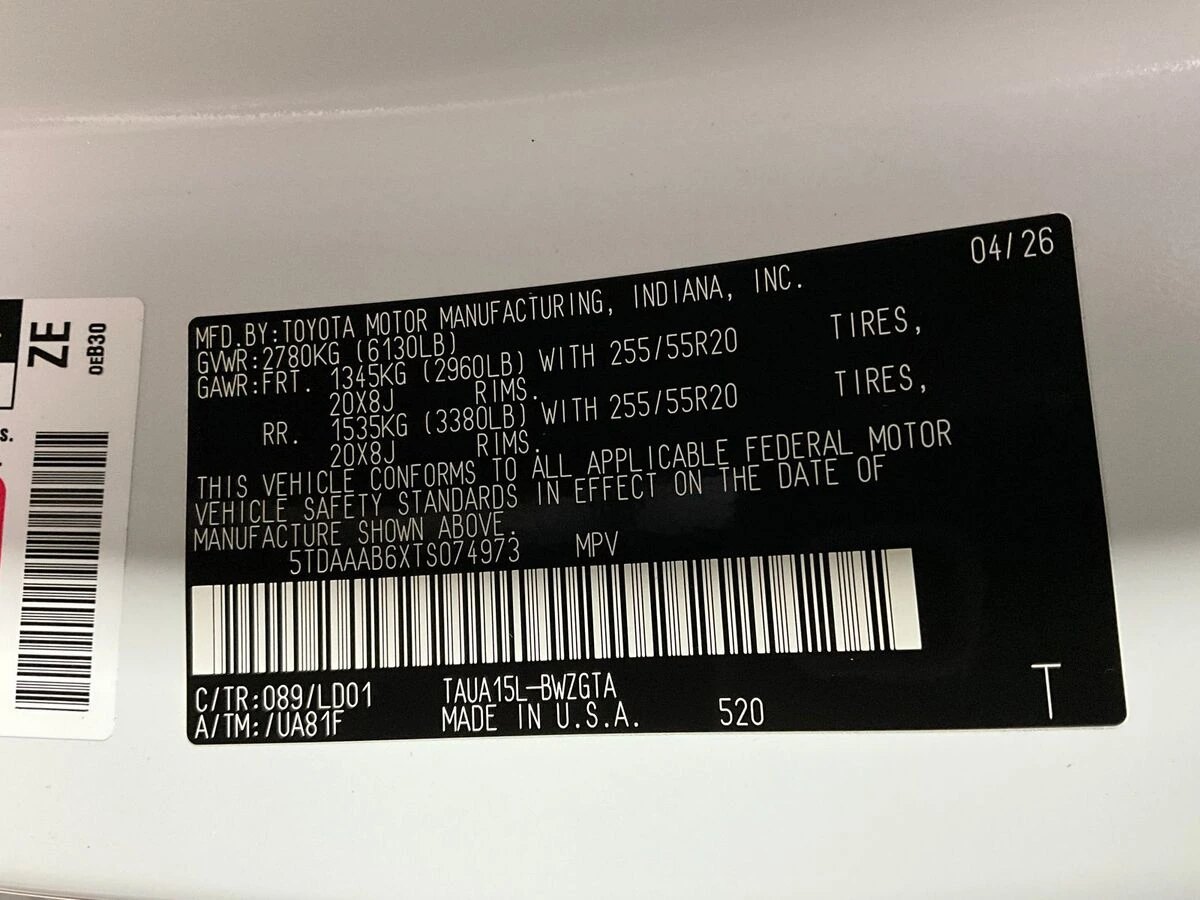 04/26
MFD.BY:TOYOTA MOTOR MANUFACTURING, INDIANA, INC.
GVWR:2780KG (6130LB)
GAWR:FRT. 1345KG (2960LB) WITH 255/55R20 TIRES,
20X8J RIMS.
RR. 1535KG (3380LB) WITH 255/55R20 TIRES,
20X8J RIMS.
THIS VEHICLE CONFORMS TO ALL APPLICABLE FEDERAL MOTOR
VEHICLE SAFETY STANDARDS IN EFFECT ON THE DATE OF
MANUFACTURE SHOWN ABOVE.
5TDAAAB6XTS074973 MPV
C/TR:089/LD01 TAUA15L-BWZGTA
A/TM:/UA81F MADE IN U.S.A. 520 T
ZE
0EB30
s.